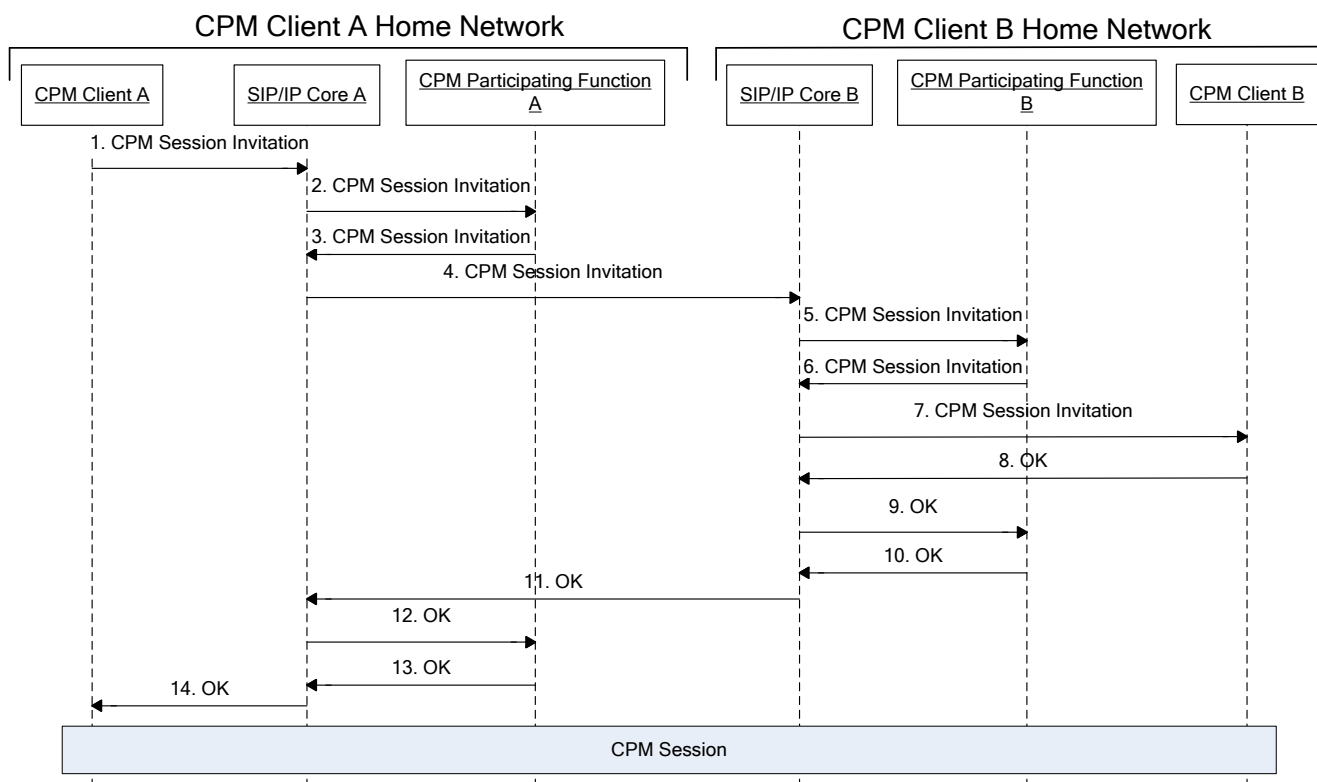 CPM Client A Home Network
CPM Client B Home Network
CPM Client A
SIP/IP Core A
CPM Participating Function
A
SIP/IP Core B
CPM Participating Function
B
CPM Client B
1. CPM Session Invitation
2. CPM Session Invitation
3. CPM Session Invitation
4. CPM Session Invitation
5. CPM Session Invitation
6. CPM Session Invitation
7. CPM Session Invitation
8. OK
9. OK
10. OK
11. OK
12. OK
13. OK
14. OK
CPM Session